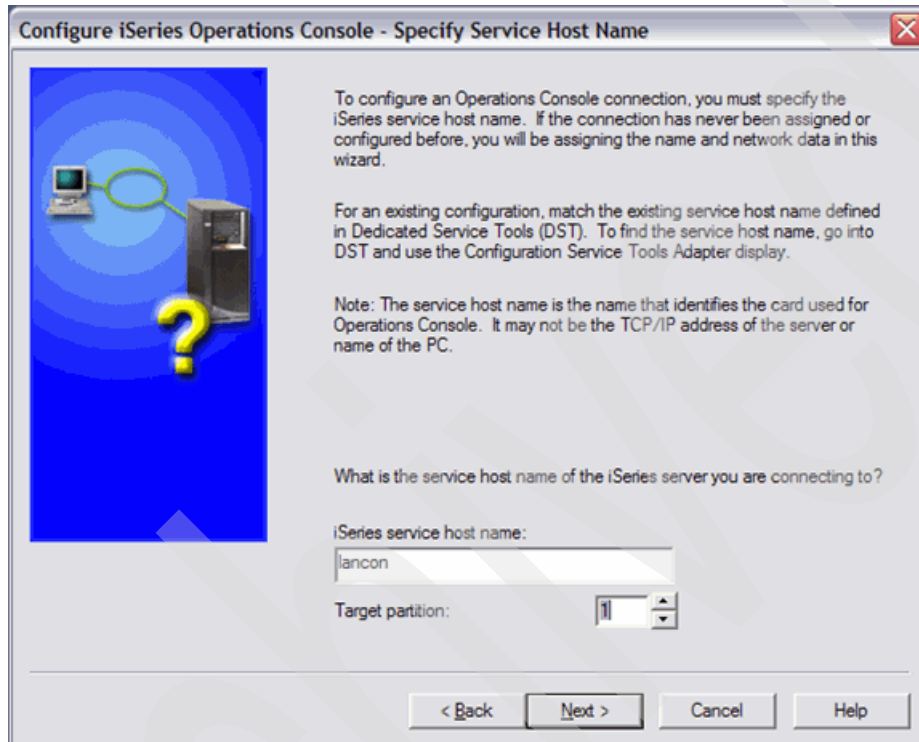 Configure iSeries Operations Console - Specify Service Host Name
To configure an Operations Console connection, you must specify the
iSeries service host name. If the connection has never been assigned or
configured before, you will be assigning the name and network data in this
wizard.
For an existing configuration, match the existing service host name defined
in Dedicated Service Tools (DST). To find the service host name, go into
DST and use the Configuration Service Tools Adapter display.
Note: The service host name is the name that identifies the card used for
Operations Console. It may not be the TCP/IP address of the server or
name of the PC.
What is the service host name of the iSeries server you are connecting to?
iSeries service host name:
lancon
Target partition: 1
< Back Next > Cancel Help